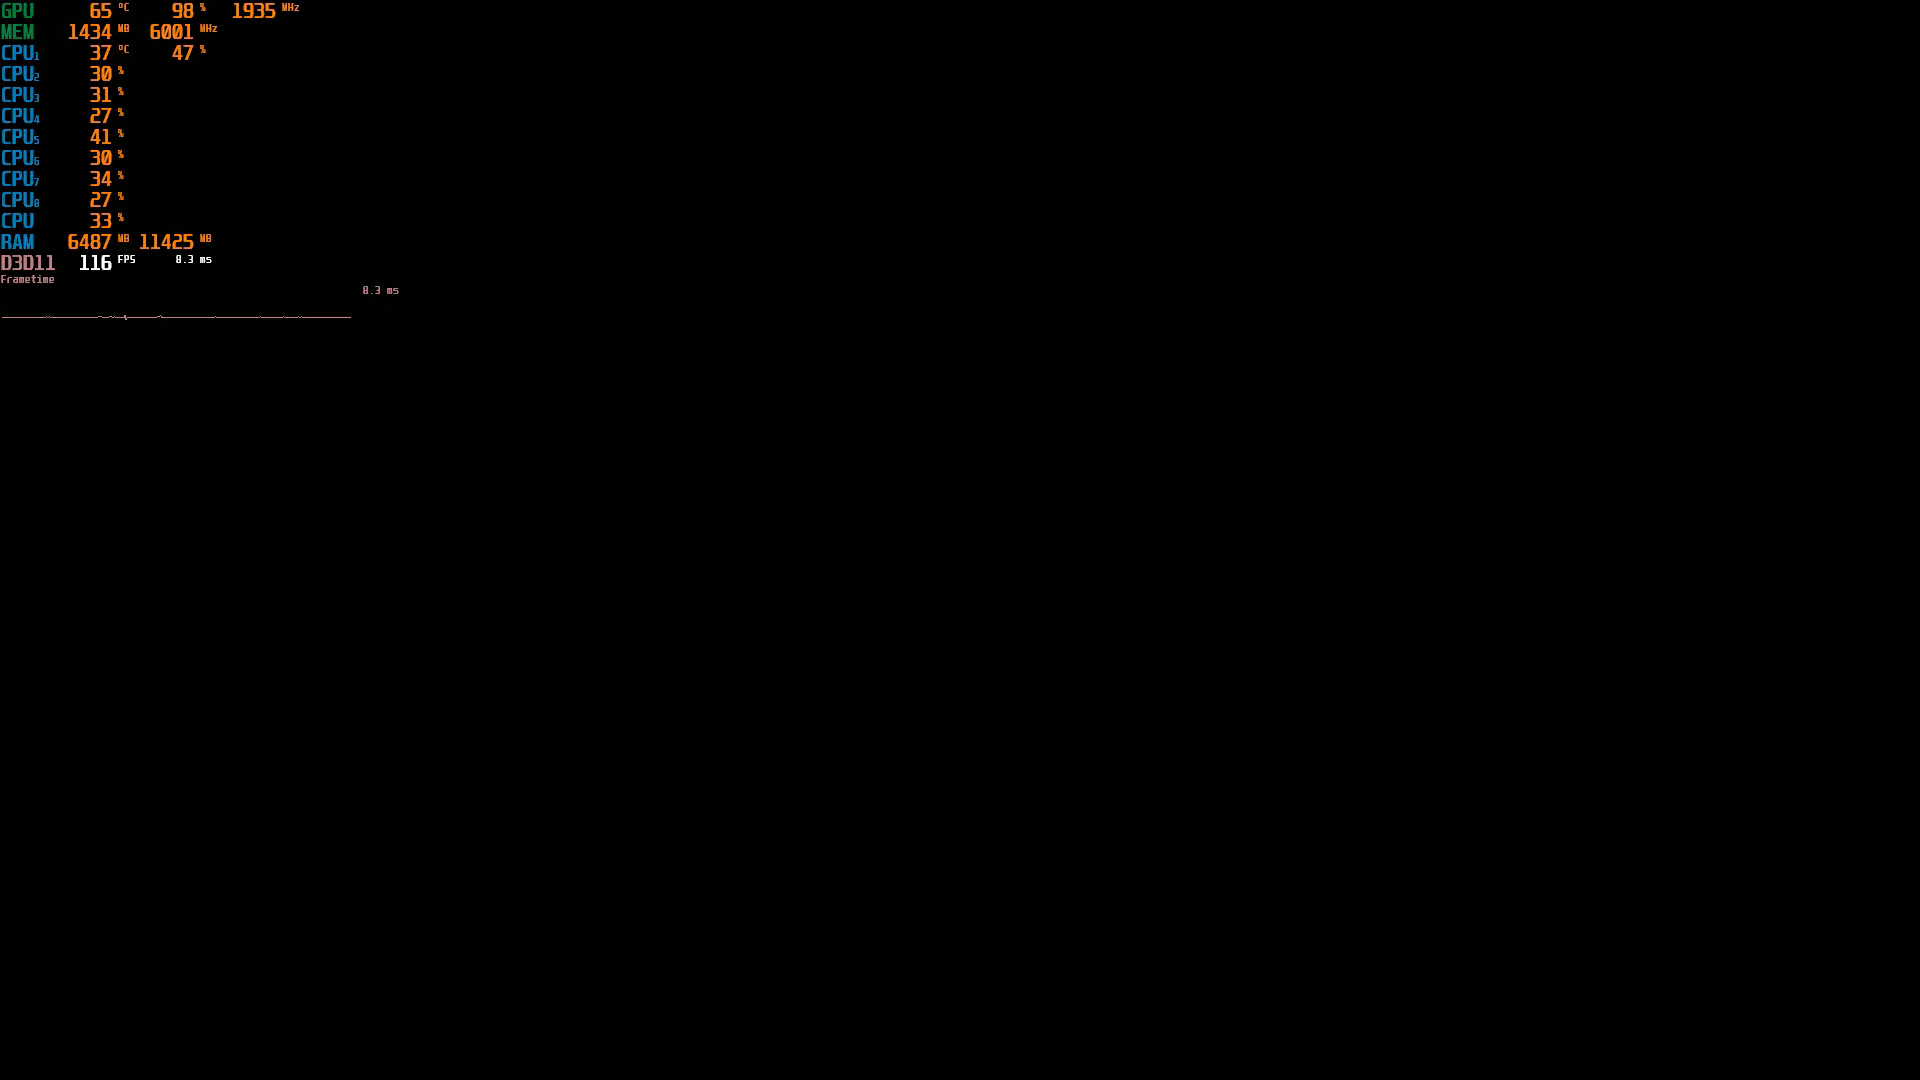 GPU 65 °C 98 % 1935 MHz
MEM 1434 MB 6001 MHz
CPU1 37 °C 47 %
CPU2 30 %
CPU3 31 %
CPU4 27 %
CPU5 41 %
CPU6 30 %
CPU7 34 %
CPU8 27 %
CPU 33 %
RAM 6487 MB 11425 MB
D3D11 116 FPS 8.3 ms
Frametime
8.3 ms